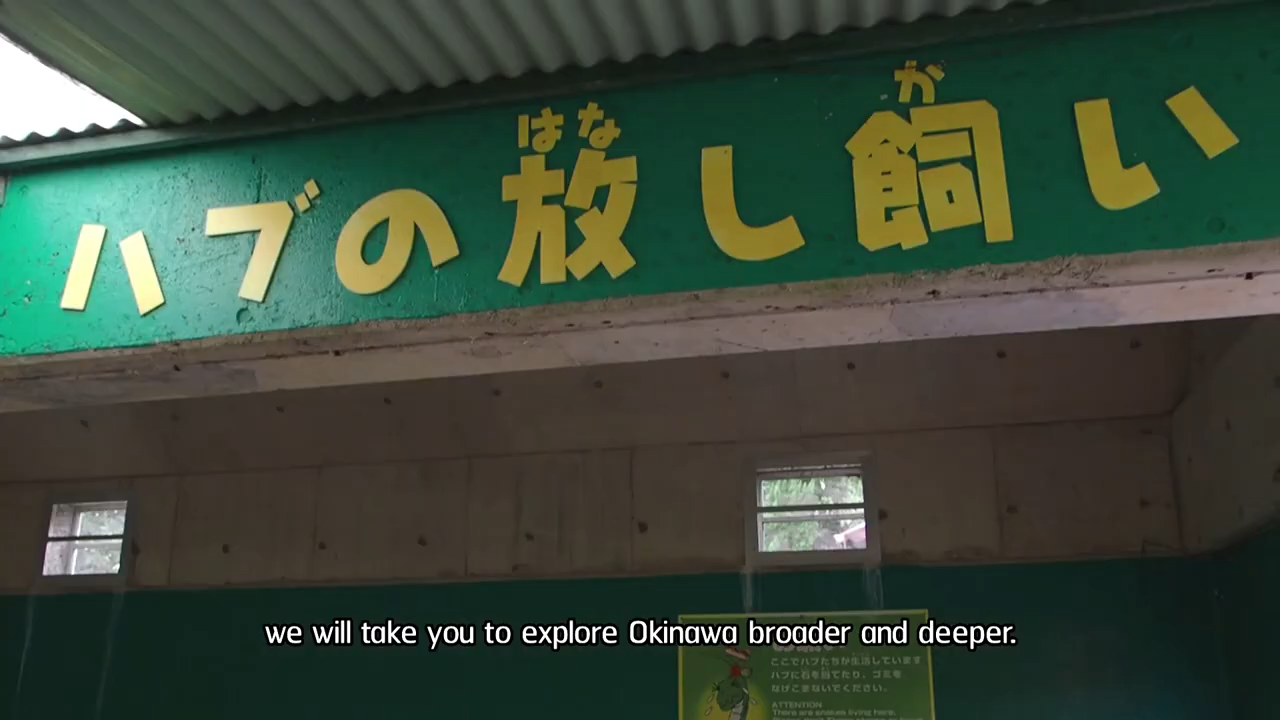 はな か
ハブの放し飼い
we will take you to explore Okinawa broader and deeper.
ここでハブたちが生活しています
ハブに石を当てたり、ゴミを
なげこまないでください。
ATTENTION
There are snakes living here.